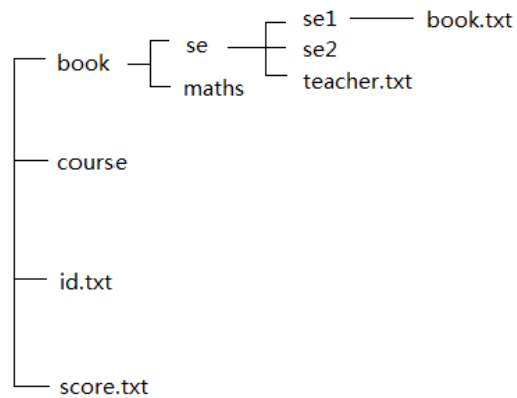 se1
book.txt
se
se2
book
maths
teacher.txt
course
id.txt
score.txt